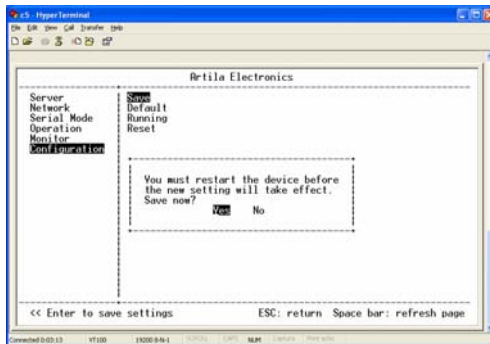 c5 - HyperTerminal
File Edit View Call Transfer Help
Artila Electronics
Server
Network
Serial Mode
Operation
Monitor
Configuration
Save
Default
Running
Reset
You must restart the device before
the new setting will take effect.
Save now?
Yes No
<< Enter to save settings ESC: return Space bar: refresh page
Connected 0:03:13 VT100 19200 8-N-1 SCROLL CAPS NUM Capture Print echo